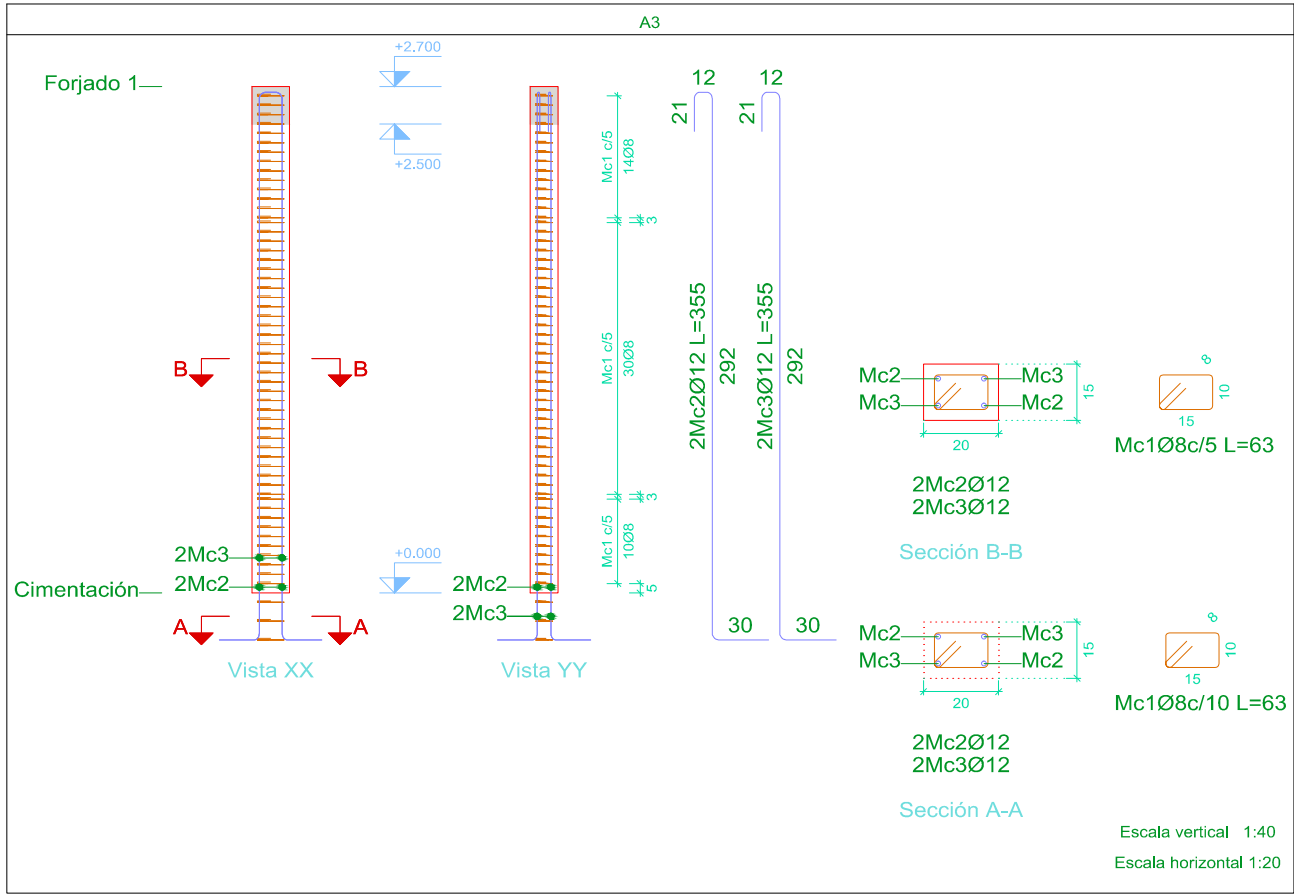 A3
Forjado 1
+2.700
+2.500
Mc1 c/5
14Ø8
3
Mc1 c/5
30Ø8
3
Mc1 c/5
10Ø8
5
+0.000
Cimentación
B
B
A
A
2Mc3
2Mc2
Vista XX
2Mc2
2Mc3
Vista YY
12
21
2Mc2Ø12 L=355
292
30
12
21
2Mc3Ø12 L=355
292
30
Mc2
Mc3
Mc3
Mc2
15
20
2Mc2Ø12
2Mc3Ø12
Sección B-B
8
10
15
Mc1Ø8c/5 L=63
Mc2
Mc3
Mc3
Mc2
15
20
2Mc2Ø12
2Mc3Ø12
Sección A-A
8
10
15
Mc1Ø8c/10 L=63
Escala vertical 1:40
Escala horizontal 1:20